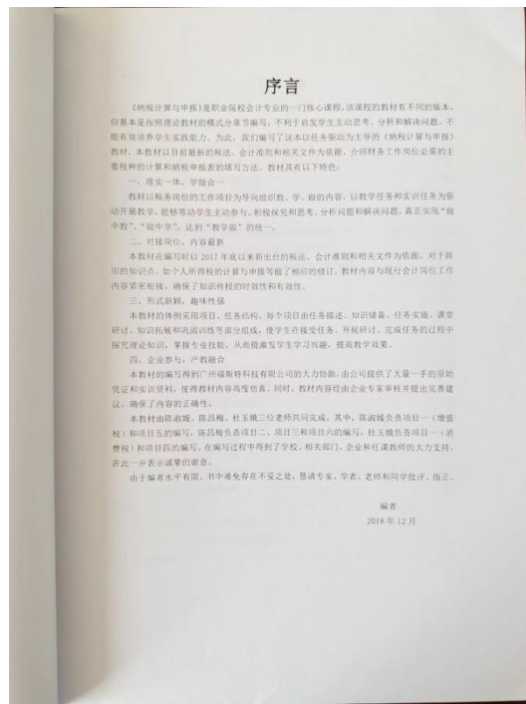 序言
《纳税计算与申报》是职业院校会计专业的一门核心课程，该课程的教材有不同的版本，
但基本是按照理论教材的模式分章节编写，不利于启发学生主动思考、分析和解决问题，不
能有效培养学生实践能力。为此，我们编写了这本以任务驱动为主导的《纳税计算与申报》
教材。本教材以目前最新的税法、会计准则和相关文件为依据，介绍财务工作岗位必需的主
要税种的计算和纳税申报表的填写方法。教材具有以下特色：
一、理实一体，学做合一
教材以税务岗位的工作项目为导向组织教、学、做的内容，以教学任务和实训任务为驱
动开展教学，能够带动学生主动参与、积极探究和思考、分析问题和解决问题，真正实现“做
中教”、“做中学”，达到“教学做”的统一。
二、对接岗位，内容最新
本教材在编写时以 2017 年底以来新出台的税法、会计准则和相关文件为依据，对于陈
旧的知识点，如个人所得税的计算与申报等做了相应的修订，教材内容与现行会计岗位工作
内容紧密衔接，确保了知识传授的时效性和有效性。
三、形式新颖，趣味性强
本教材的体例采用项目、任务结构，每个项目由任务描述、知识储备、任务实施、课堂
研讨、知识拓展和巩固训练等部分组成，使学生在接受任务、开展研讨、完成任务的过程中
探究理论知识，掌握专业技能，从而提激发学生学习兴趣，提高教学效果。
四、企业参与，产教融合
本教材的编写得到广州福斯特科技有限公司的大力协助，由公司提供了大量一手的原始
凭证和实训资料，使得教材内容高度仿真。同时，教材内容经由企业专家审核并提出完善建
议，确保了内容的正确性。
本教材由陈淑媛、陈昌梅、杜玉娥三位老师共同完成，其中，陈淑媛负责项目一（增值
税）和项目五的编写，陈昌梅负责项目二、项目三和项目六的编写，杜玉娥负责项目一（消
费税）和项目四的编写。在编写过程中得到了学校、相关部门、企业和任课教师的大力支持，
在此一并表示诚挚的谢意。
由于编者水平有限，书中难免存在不妥之处，恳请专家、学者、老师和同学批评、指正。
编者
2018 年 12 月